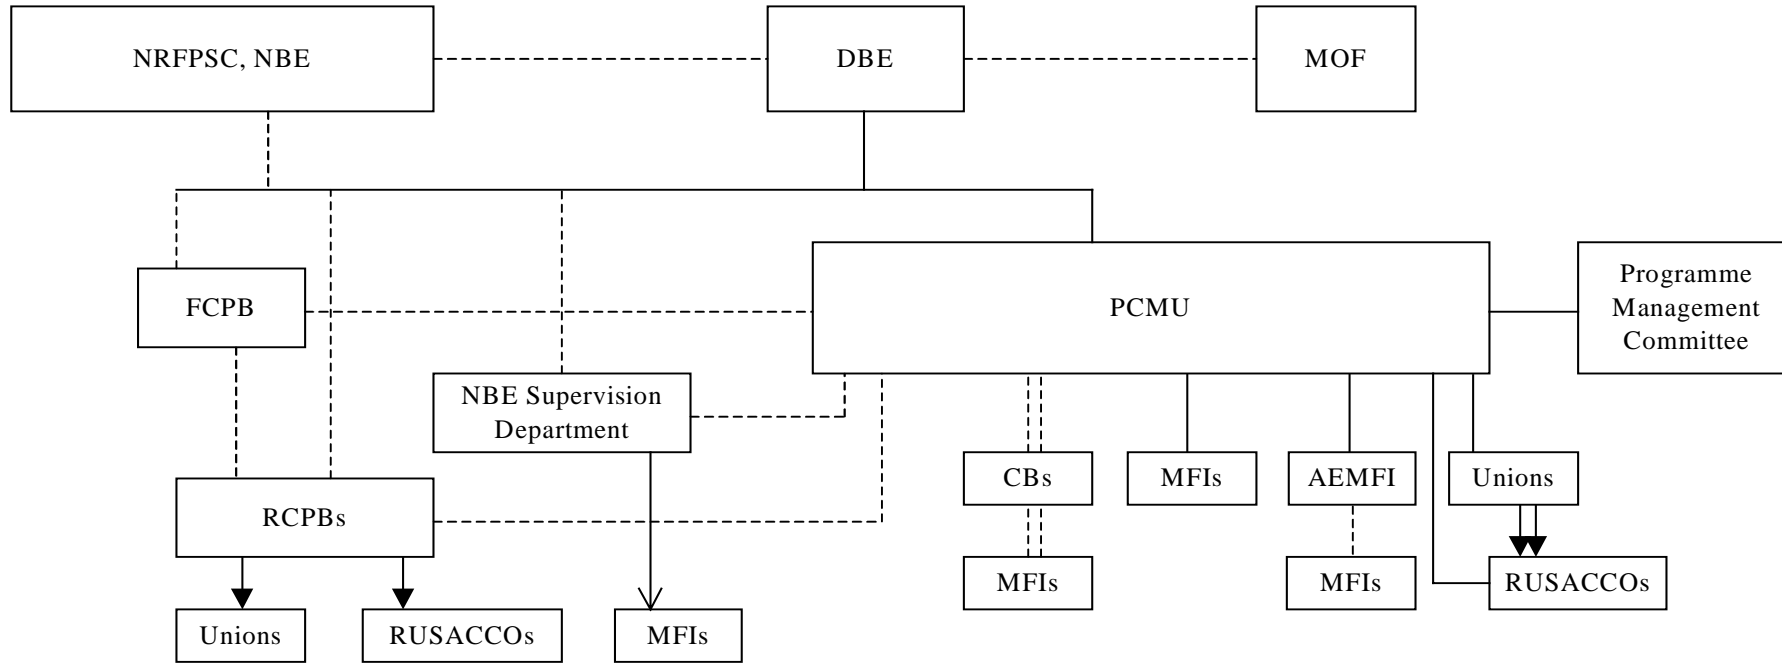 NRFPSC, NBE
DBE
MOF
FCPB
PCMU
Programme
Management
Committee
NBE Supervision
Department
CBs
MFIs
AEMFI
Unions
RCPBs
MFIs
MFIs
RUSACCOs
Unions
RUSACCOs
MFIs